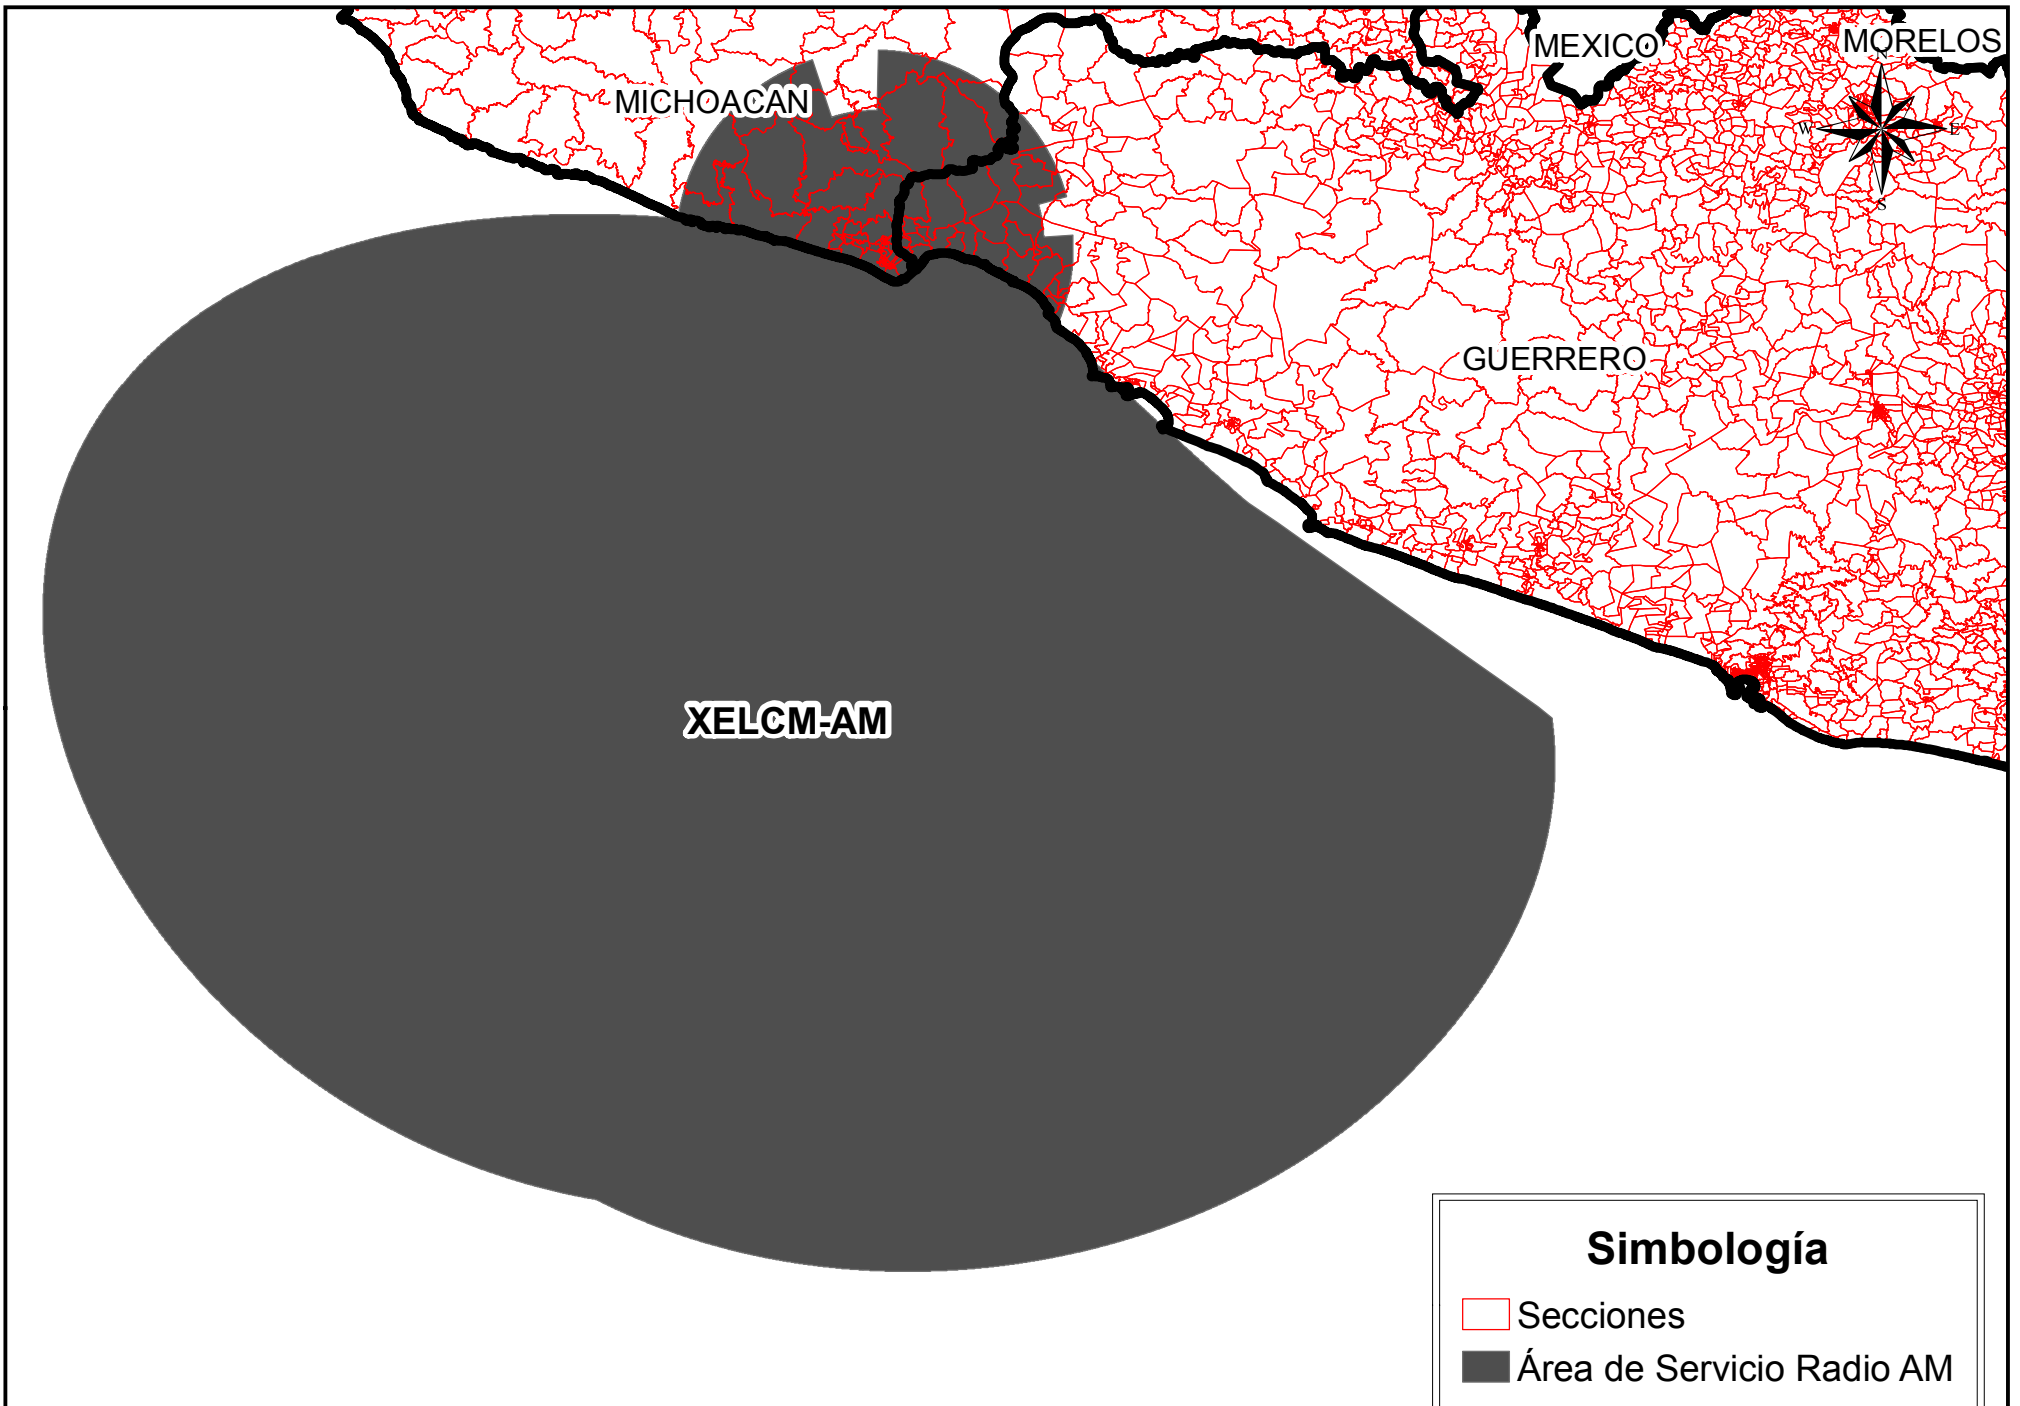 MEXICO
MORELOS
N
MICHOACAN
W
E
S
GUERRERO
XELCM-AM
Simbología
Secciones
Área de Servicio Radio AM